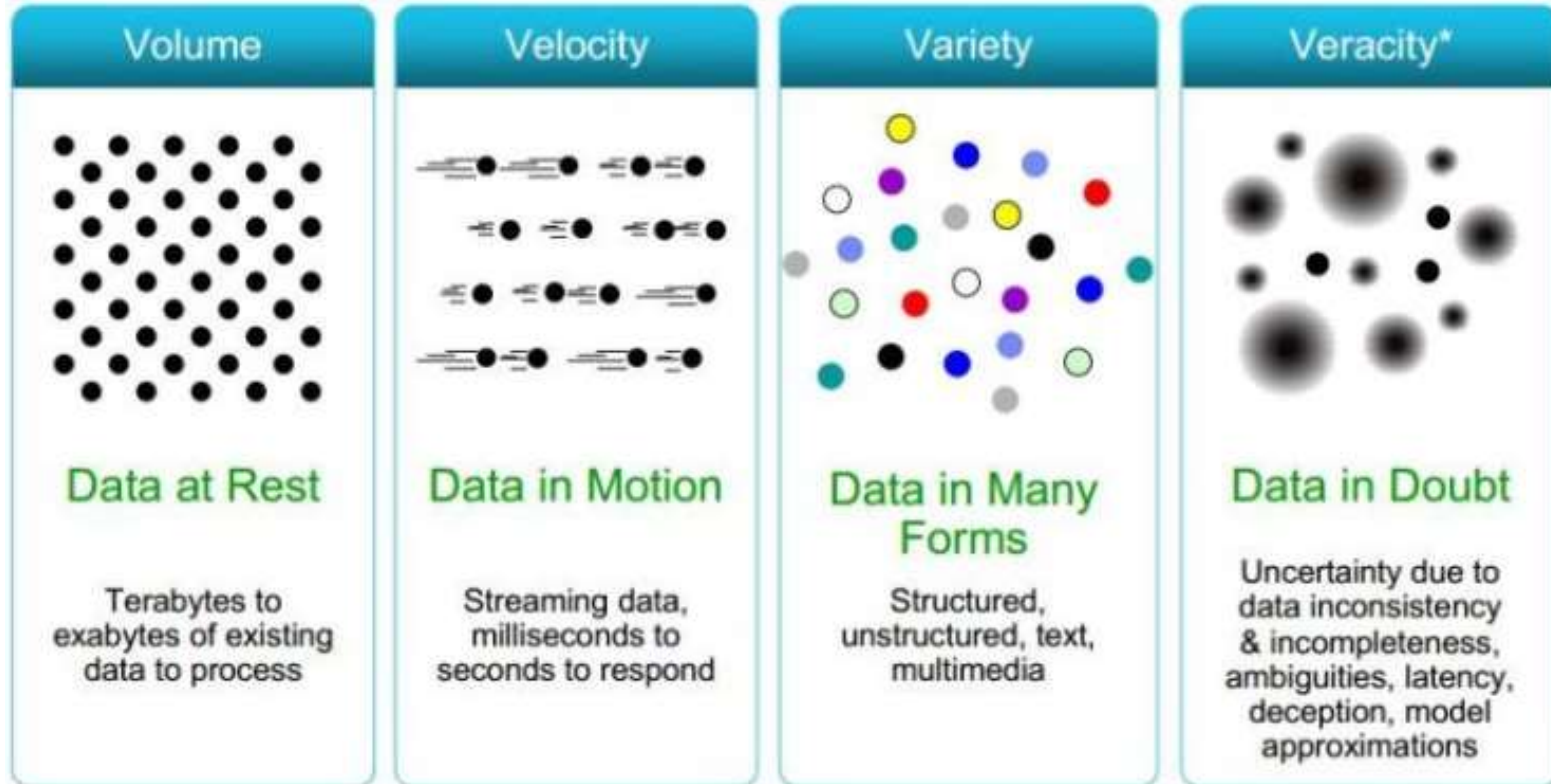 Volume
Data at Rest
Terabytes to
exabytes of existing
data to process
Velocity
Data in Motion
Streaming data,
milliseconds to
seconds to respond
Variety
Data in Many
Forms
Structured,
unstructured, text,
multimedia
Veracity*
Data in Doubt
Uncertainty due to
data inconsistency
& incompleteness,
ambiguities, latency,
deception, model
approximations